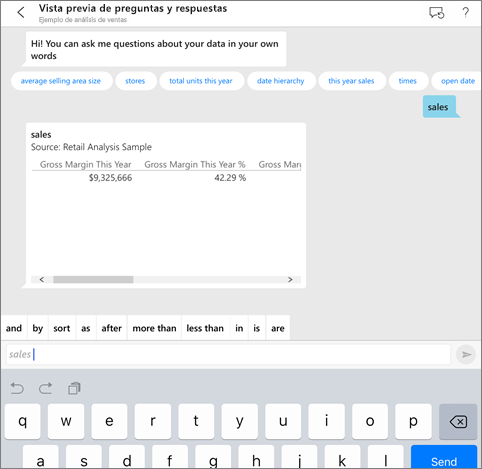 Vista previa de preguntas y respuestas
Ejemplo de análisis de ventas
?
Hi! You can ask me questions about your data in your own
words
average selling area size stores total units this year date hierarchy this year sales times open date
sales
sales
Source: Retail Analysis Sample
Gross Margin This Year Gross Margin This Year % Gross Marg
$9,325,666 42.29 %
and by sort as after more than less than in is are
sales
q w e r t y u i o p
a s d f g h j k l Send